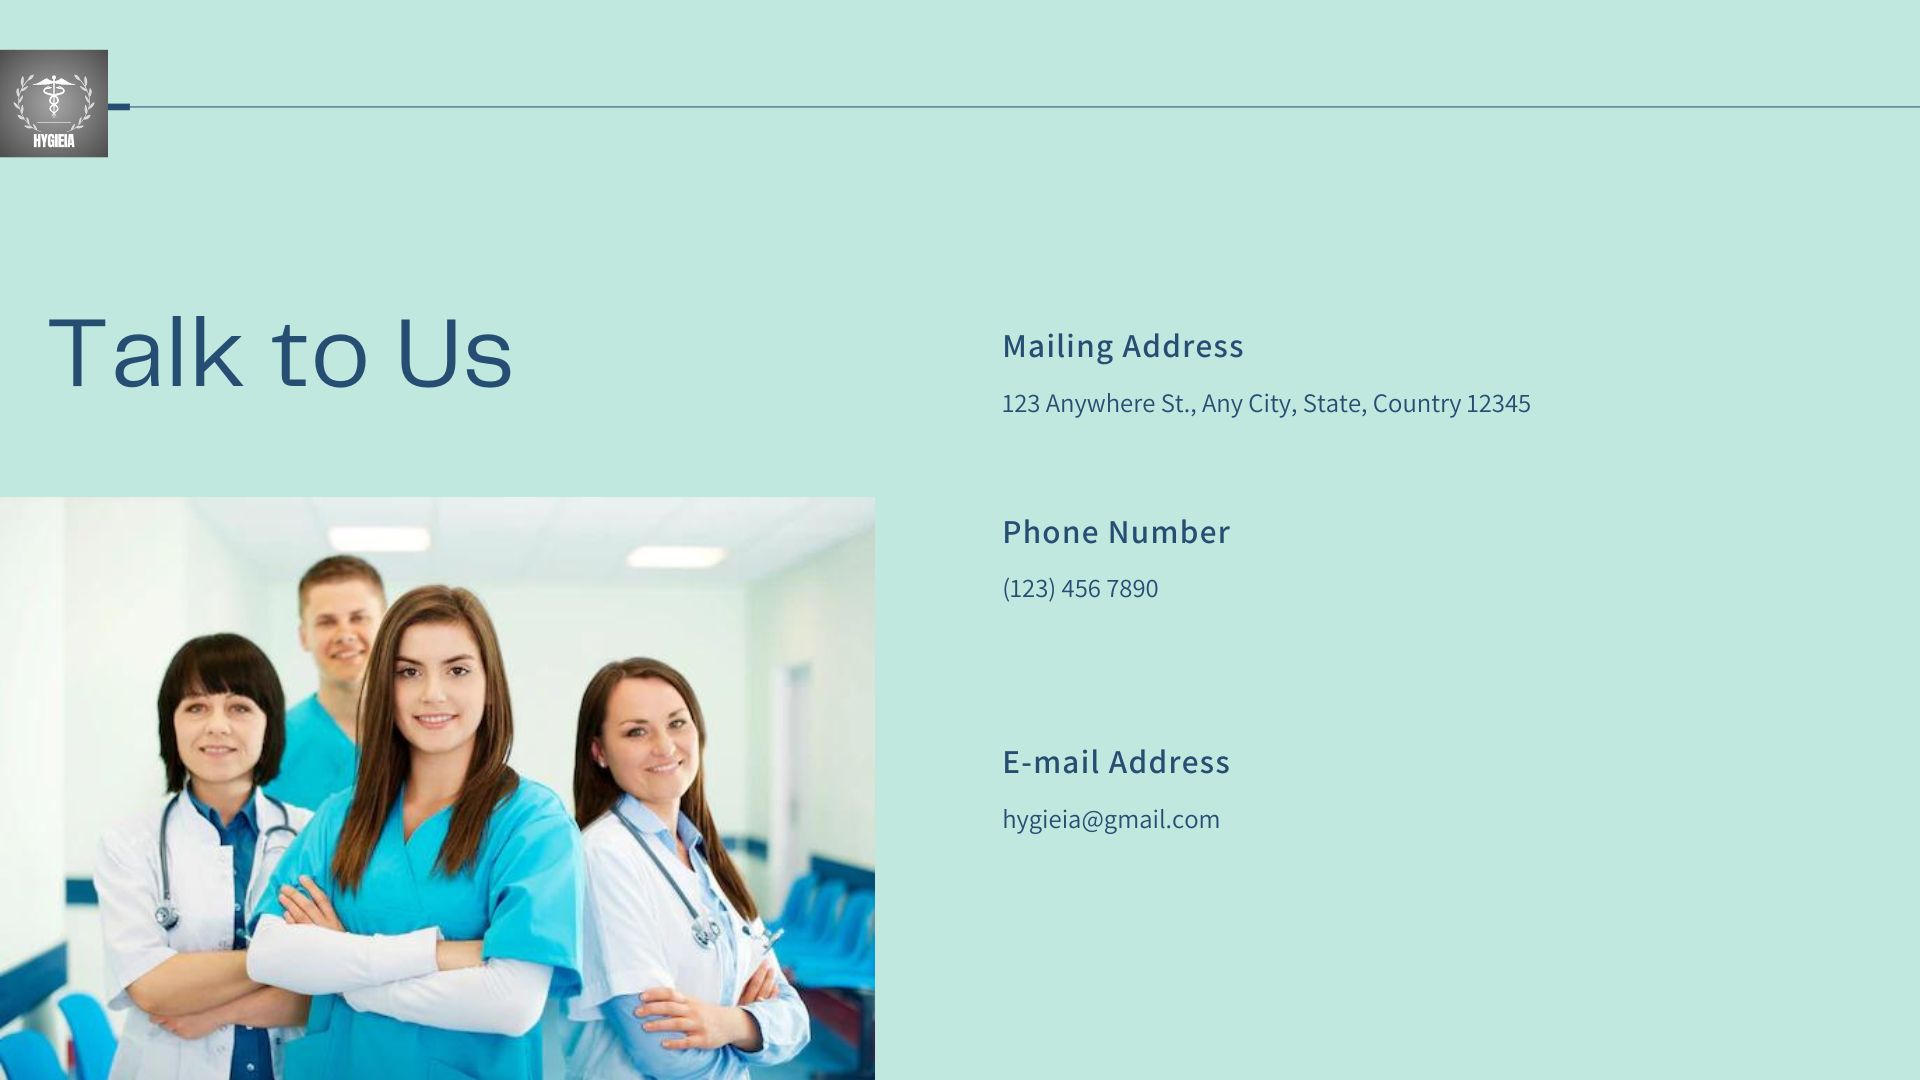 HYGIEIA
Talk to Us
Mailing Address
123 Anywhere St., Any City, State, Country 12345
Phone Number
(123) 456 7890
E-mail Address
hygieia@gmail.com